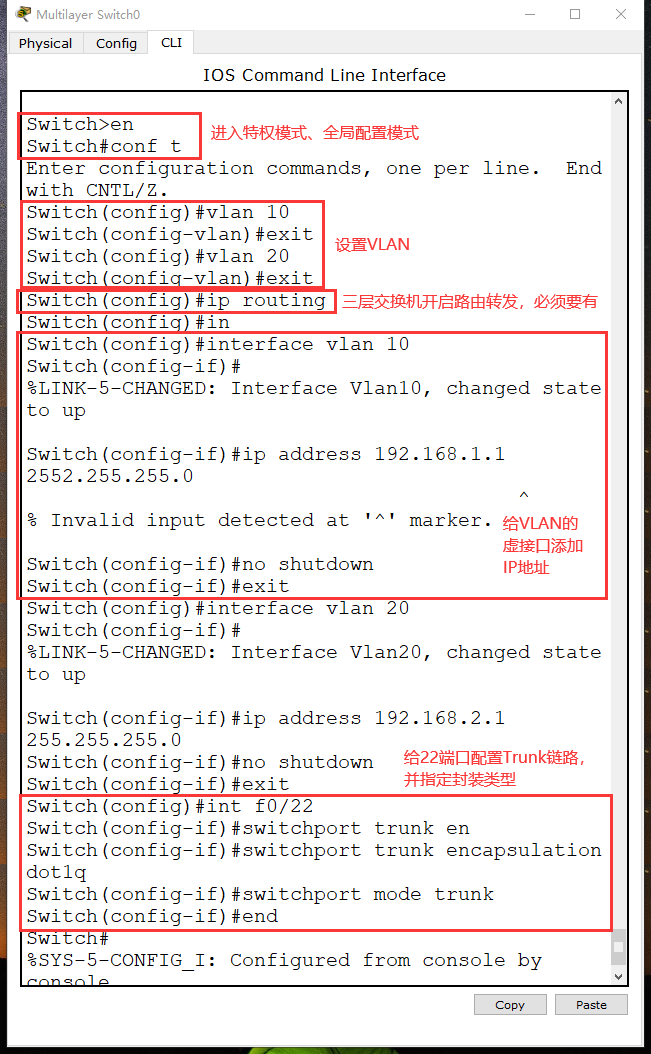 Multilayer Switch0
Physical Config CLI
IOS Command Line Interface
Switch>en
Switch#conf t
进入特权模式、全局配置模式
Enter configuration commands, one per line.  End
with CNTL/Z.
Switch(config)#vlan 10
Switch(config-vlan)#exit
Switch(config)#vlan 20
Switch(config-vlan)#exit
设置VLAN
Switch(config)#ip routing
三层交换机开启路由转发，必须要有
Switch(config)#in
Switch(config)#interface vlan 10
Switch(config-if)#
%LINK-5-CHANGED: Interface Vlan10, changed state
to up
Switch(config-if)#ip address 192.168.1.1
2552.255.255.0
^
% Invalid input detected at '^' marker.
给VLAN的
虚接口添加
IP地址
Switch(config-if)#no shutdown
Switch(config-if)#exit
Switch(config)#interface vlan 20
Switch(config-if)#
%LINK-5-CHANGED: Interface Vlan20, changed state
to up
Switch(config-if)#ip address 192.168.2.1
255.255.255.0
Switch(config-if)#no shutdown
Switch(config-if)#exit
给22端口配置Trunk链路，
并指定封装类型
Switch(config)#int f0/22
Switch(config-if)#switchport trunk en
Switch(config-if)#switchport trunk encapsulation
dot1q
Switch(config-if)#switchport mode trunk
Switch(config-if)#end
Switch#
%SYS-5-CONFIG_I: Configured from console by
console
Copy Paste